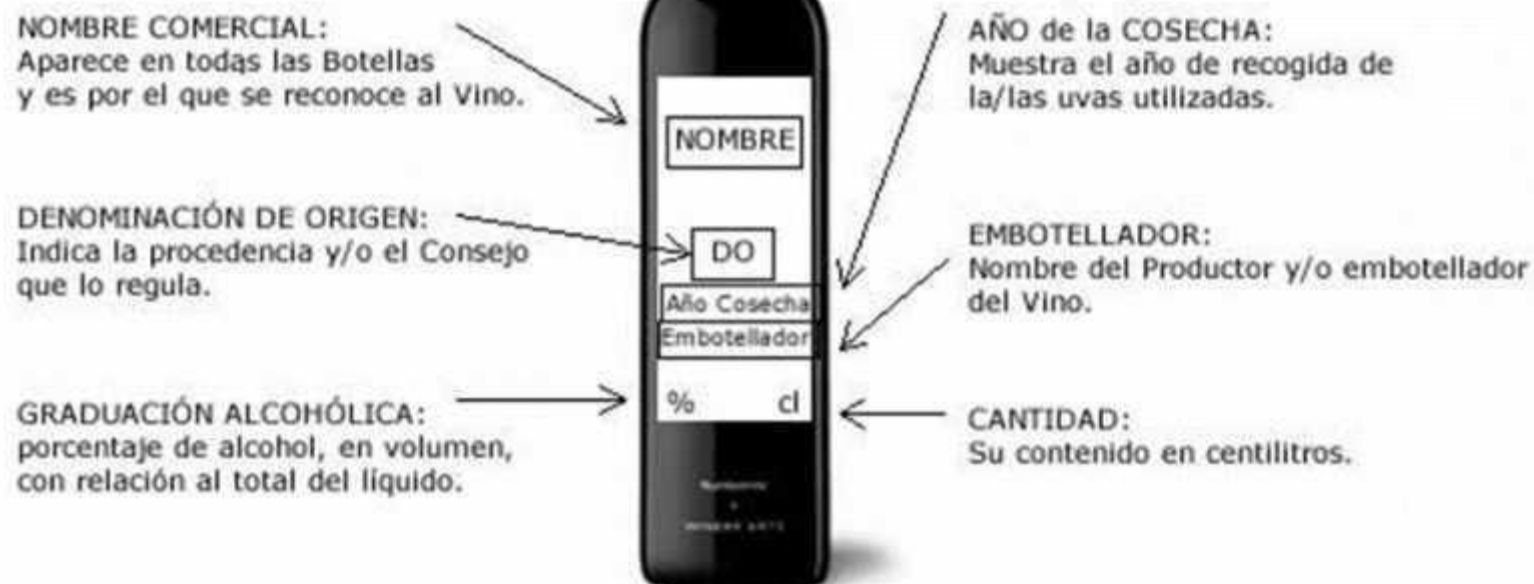 NOMBRE COMERCIAL:
Aparece en todas las Botellas
y es por el que se reconoce al Vino.
DENOMINACIÓN DE ORIGEN:
Indica la procedencia y/o el Consejo
que lo regula.
GRADUACIÓN ALCOHÓLICA:
porcentaje de alcohol, en volumen,
con relación al total del líquido.
NOMBRE
DO
Año Cosecha
Embotellador
% cl
AÑO de la COSECHA:
Muestra el año de recogida de
la/las uvas utilizadas.
EMBOTELLADOR:
Nombre del Productor y/o embotellador
del Vino.
CANTIDAD:
Su contenido en centilitros.